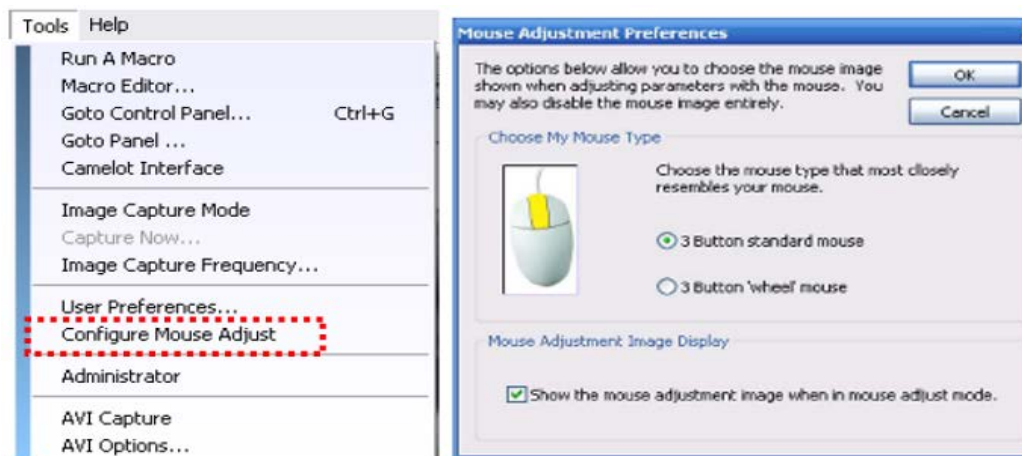 Tools Help
Run A Macro
Macro Editor...
Goto Control Panel... Ctrl+G
Goto Panel ...
Camelot Interface
Image Capture Mode
Capture Now...
Image Capture Frequency...
User Preferences...
Configure Mouse Adjust
Administrator
AVI Capture
AVI Options...
Mouse Adjustment Preferences
The options below allow you to choose the mouse image
shown when adjusting parameters with the mouse. You
may also disable the mouse image entirely.
OK
Cancel
Choose My Mouse Type
Choose the mouse type that most closely
resembles your mouse.
3 Button standard mouse
3 Button 'wheel' mouse
Mouse Adjustment Image Display
Show the mouse adjustment image when in mouse adjust mode.